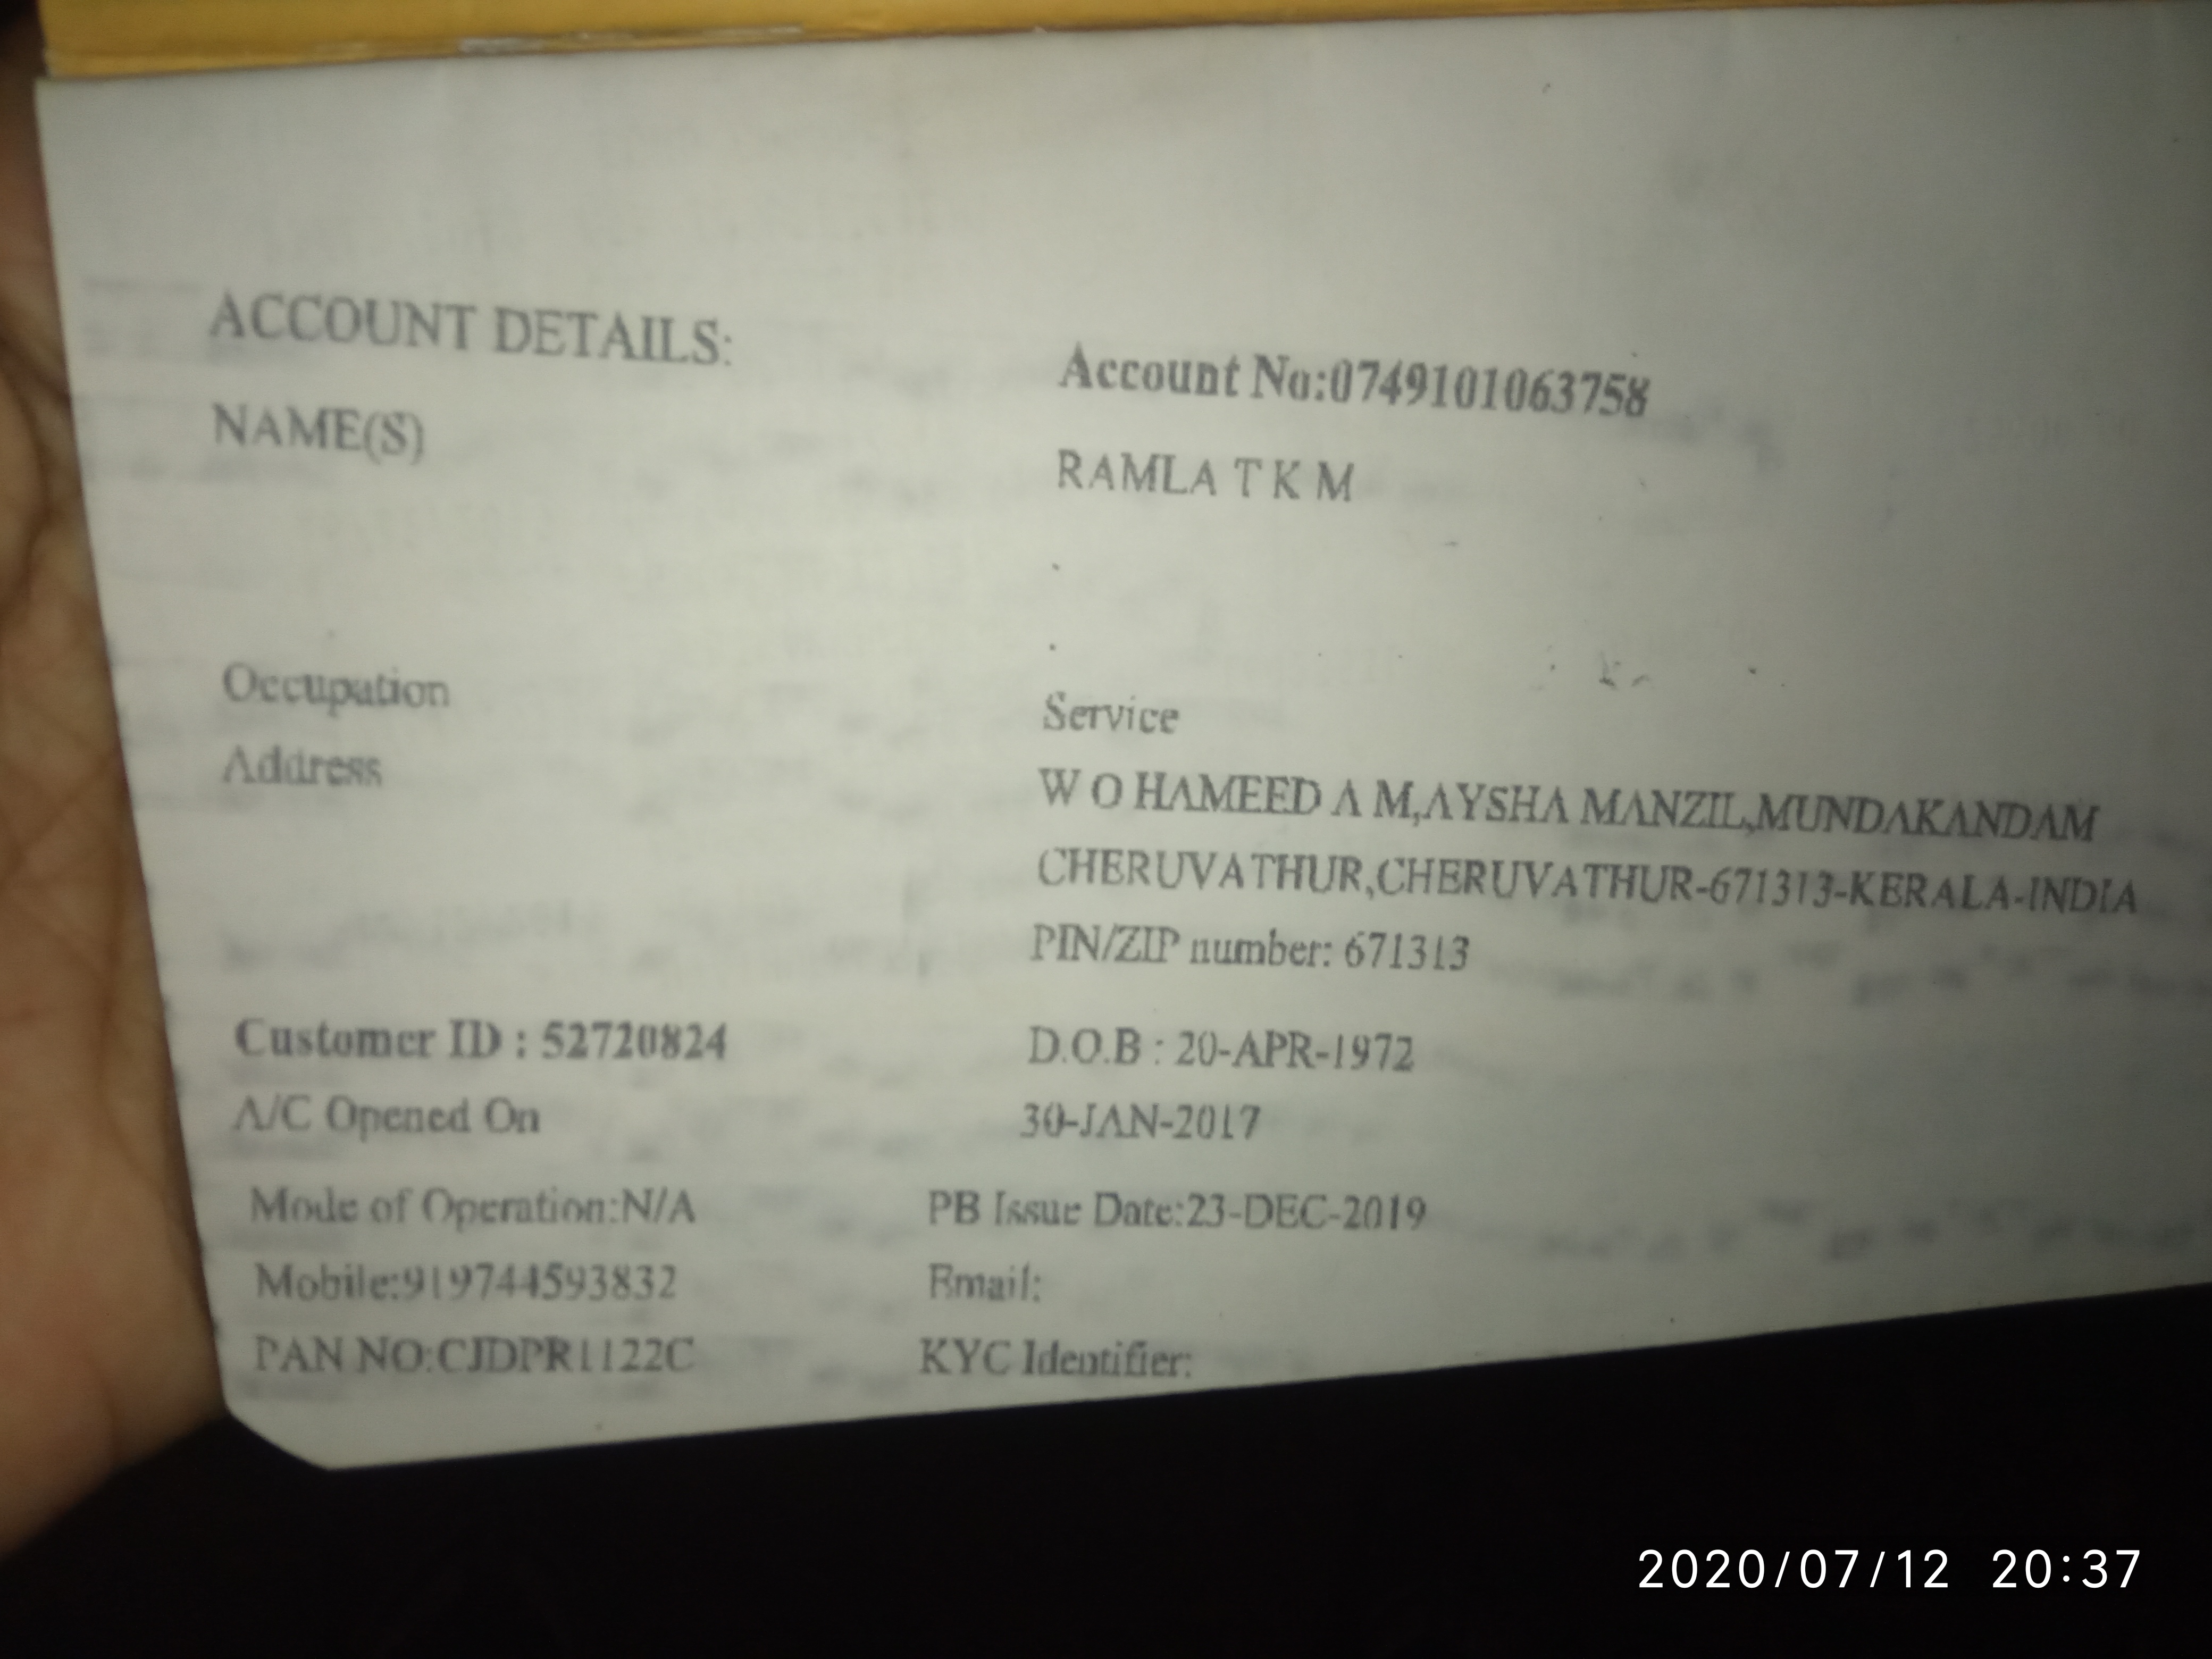 ACCOUNT DETAILS:
Account No:0749101063758
NAME(S)
RAMLA T K M
Occupation
Service
Address
W O HAMEED A M,AYSHA MANZIL,MUNDAKANDAM
CHERUVATHUR,CHERUVATHUR-671313-KERALA-INDIA
PIN/ZIP number: 671313
Customer ID : 52720824
D.O.B : 20-APR-1972
A/C Opened On
30-JAN-2017
Mode of Operation:N/A
PB Issue Date:23-DEC-2019
Mobile:919744593832
Email:
PAN NO:CJDPR1122C
KYC Identifier:
2020/07/12 20:37